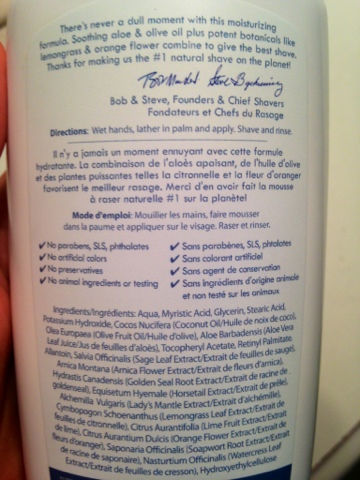 There's never a dull moment with this moisturizing
formula. Soothing aloe & olive oil plus potent botanicals like
lemongrass & orange flower combine to give the best shave.
Thanks for making us the #1 natural shave on the planet!
Bob & Steve, Founders & Chief Shavers
Fondateurs et Chefs du Rasage
Directions: Wet hands, lather in palm and apply. Shave and rinse.
Il n'y a jamais un moment ennuyant avec cette formule
hydratante. La combination de l'aloès apaisant, de l'huile d'olive
et des plantes puissantes telles la citronnelle et la fleur d'oranger
favorisent le meilleur rasage. Merci d'en avoir fait la mousse
à raser naturelle #1 sur la planète!
Mode d'emploi: Mouiller les mains, faire mousser
dans la paume et appliquer sur le visage. Raser et rinser.
✓ No parabens, SLS, phthalates
✓ No artificial colors
✓ No preservatives
✓ No animal ingredients or testing
✓ Sans parabènes, SLS, phtalates
✓ Sans colorant artificiel
✓ Sans agent de conservation
✓ Sans ingrédients d'origine animale
et non testé sur les animaux
Ingredients/Ingrédients: Aqua, Myristic Acid, Glycerin, Stearic Acid,
Potassium Hydroxide, Cocos Nucifera (Coconut Oil/Huile de noix de coco),
Olea Europaea (Olive Fruit Oil/Huile d'olive), Aloe Barbadensis (Aloe Vera
Leaf Juice/Jus de feuilles d'aloès), Tocopheryl Acetate, Retinyl Palmitate,
Allantoin, Salvia Officinalis (Sage Leaf Extract/Extrait de feuilles de sauge),
Arnica Montana (Arnica Flower Extract/Extrait de fleurs d'arnica),
Hydrastis Canadensis (Golden Seal Root Extract/Extrait de racine de
goldenseal), Equisetum Hyemale (Horsetail Extract/Extrait de prêle),
Alchemilla Vulgaris (Lady's Mantle Extract/Extrait d'alchémille),
Cymbopogon Schoenanthus (Lemongrass Leaf Extract/Extrait de
feuilles de citronnelle), Citrus Aurantifolia (Lime Fruit Extract/Extrait
de lime), Citrus Aurantium Dulcis (Orange Flower Extract/Extrait de
fleurs d'oranger), Saponaria Officinalis (Soapwort Root Extract/Extrait
de racine de saponaire), Nasturtium Officinalis (Watercress Leaf
Extract/Extrait de feuilles de cresson), Hydroxyethylcellulose